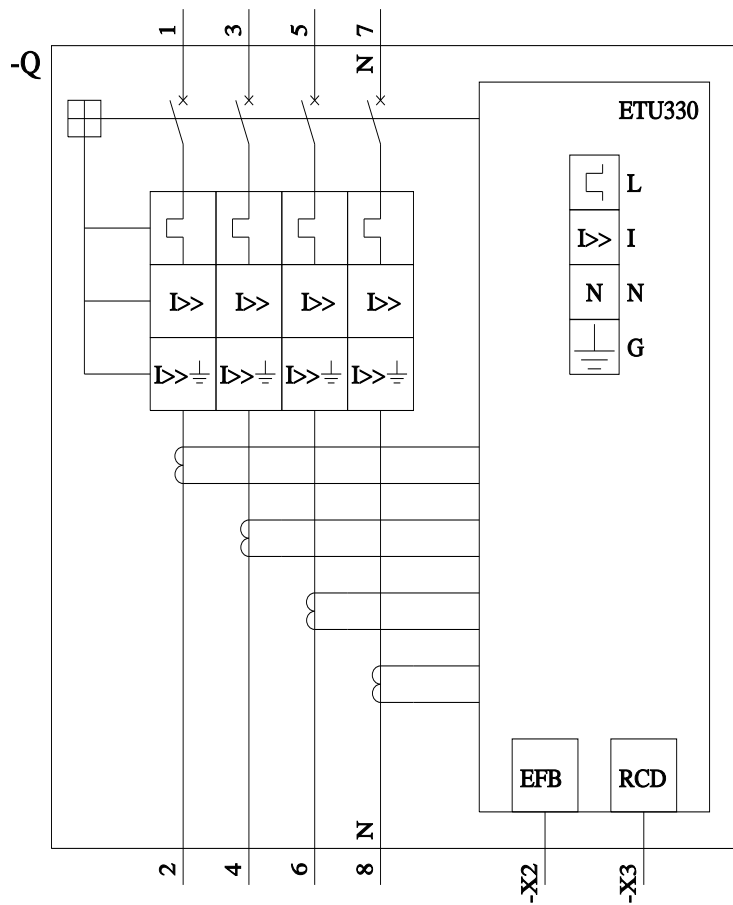 1 3 5 7
-Q
N
ETU330
L
I>> I
N N
G
I>> I>> I>> I>>
I>> I>> I>> I>>
EFB RCD
N
2 4 6 8
-X2 -X3